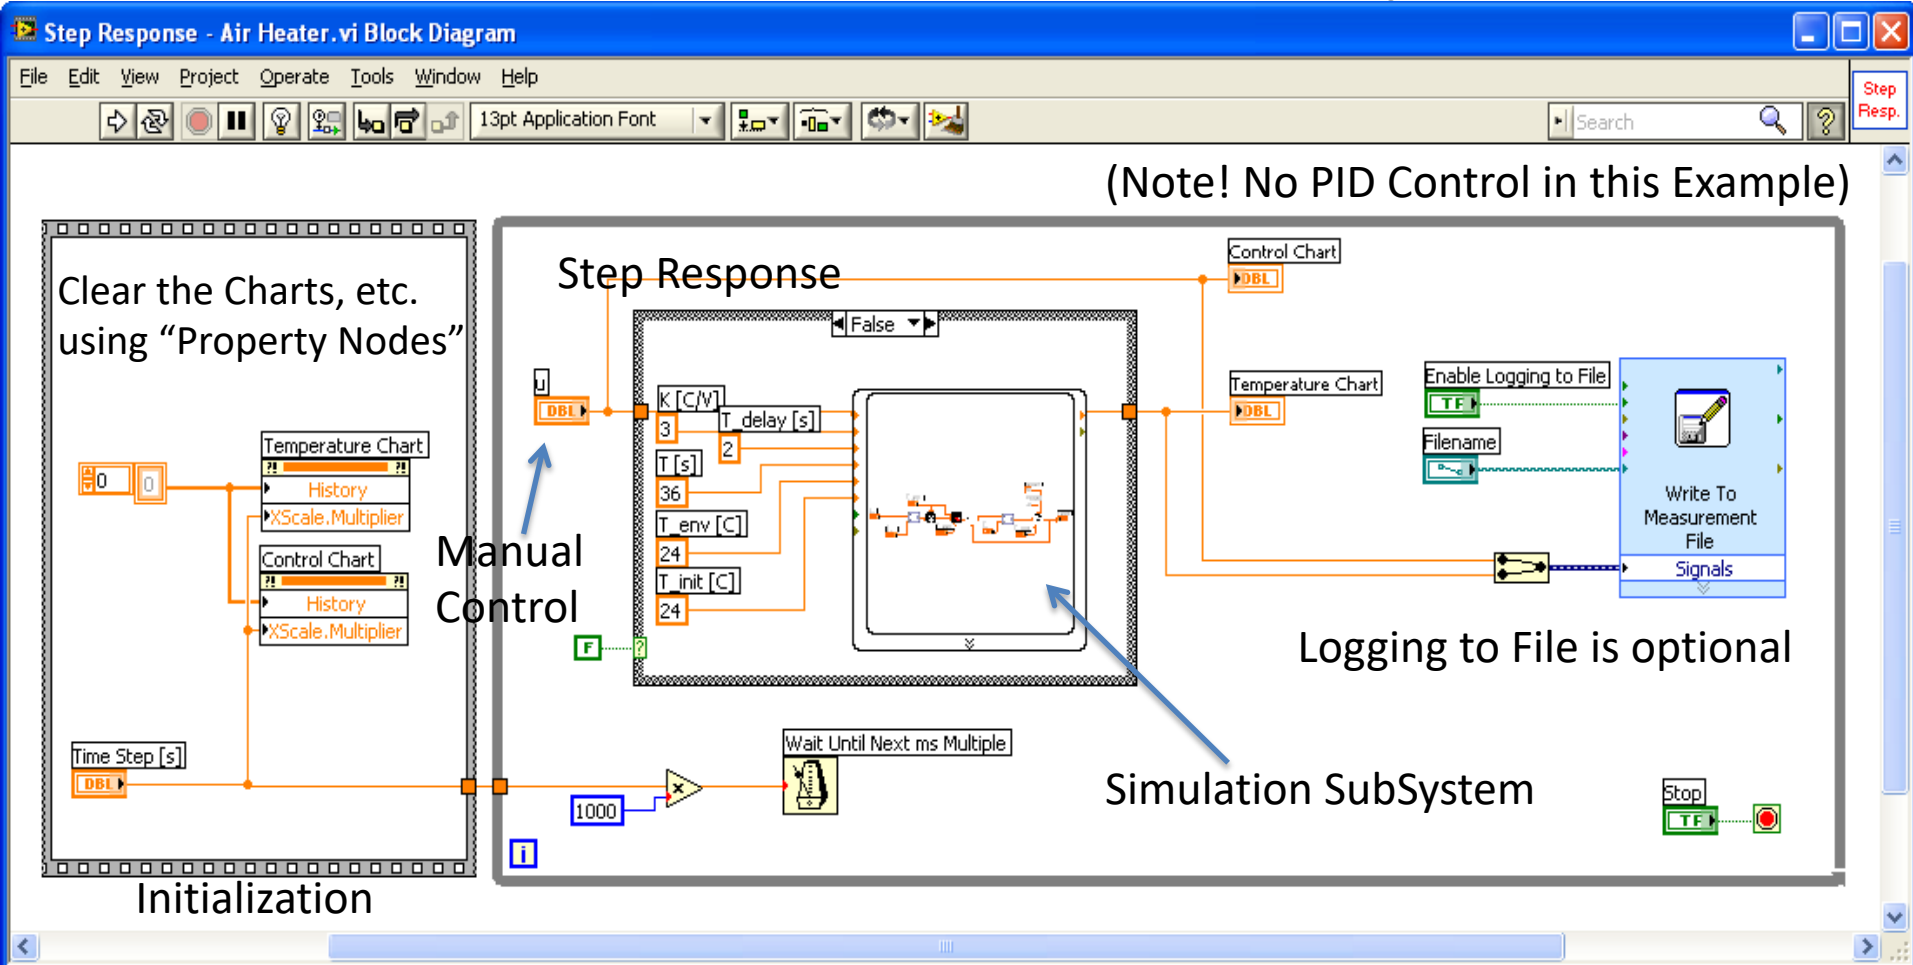 Step Response - Air Heater.vi Block Diagram
File Edit View Project Operate Tools Window Help
13pt Application Font
Search
Step
Resp.
(Note! No PID Control in this Example)
Clear the Charts, etc.
using “Property Nodes”
Temperature Chart
History
XScale.Multiplier
0
0
Control Chart
History
XScale.Multiplier
Time Step [s]
DBL
Initialization
Step Response
Control Chart
DBL
False
u
DBL
K [C/V]
3
T_delay [s]
2
T [s]
36
T_env [C]
24
T_init [C]
24
Manual
Control
F
?
Temperature Chart
DBL
Enable Logging to File
TF
Filename
Write To
Measurement
File
Signals
Logging to File is optional
Wait Until Next ms Multiple
1000
x
Simulation SubSystem
Stop
TF
i